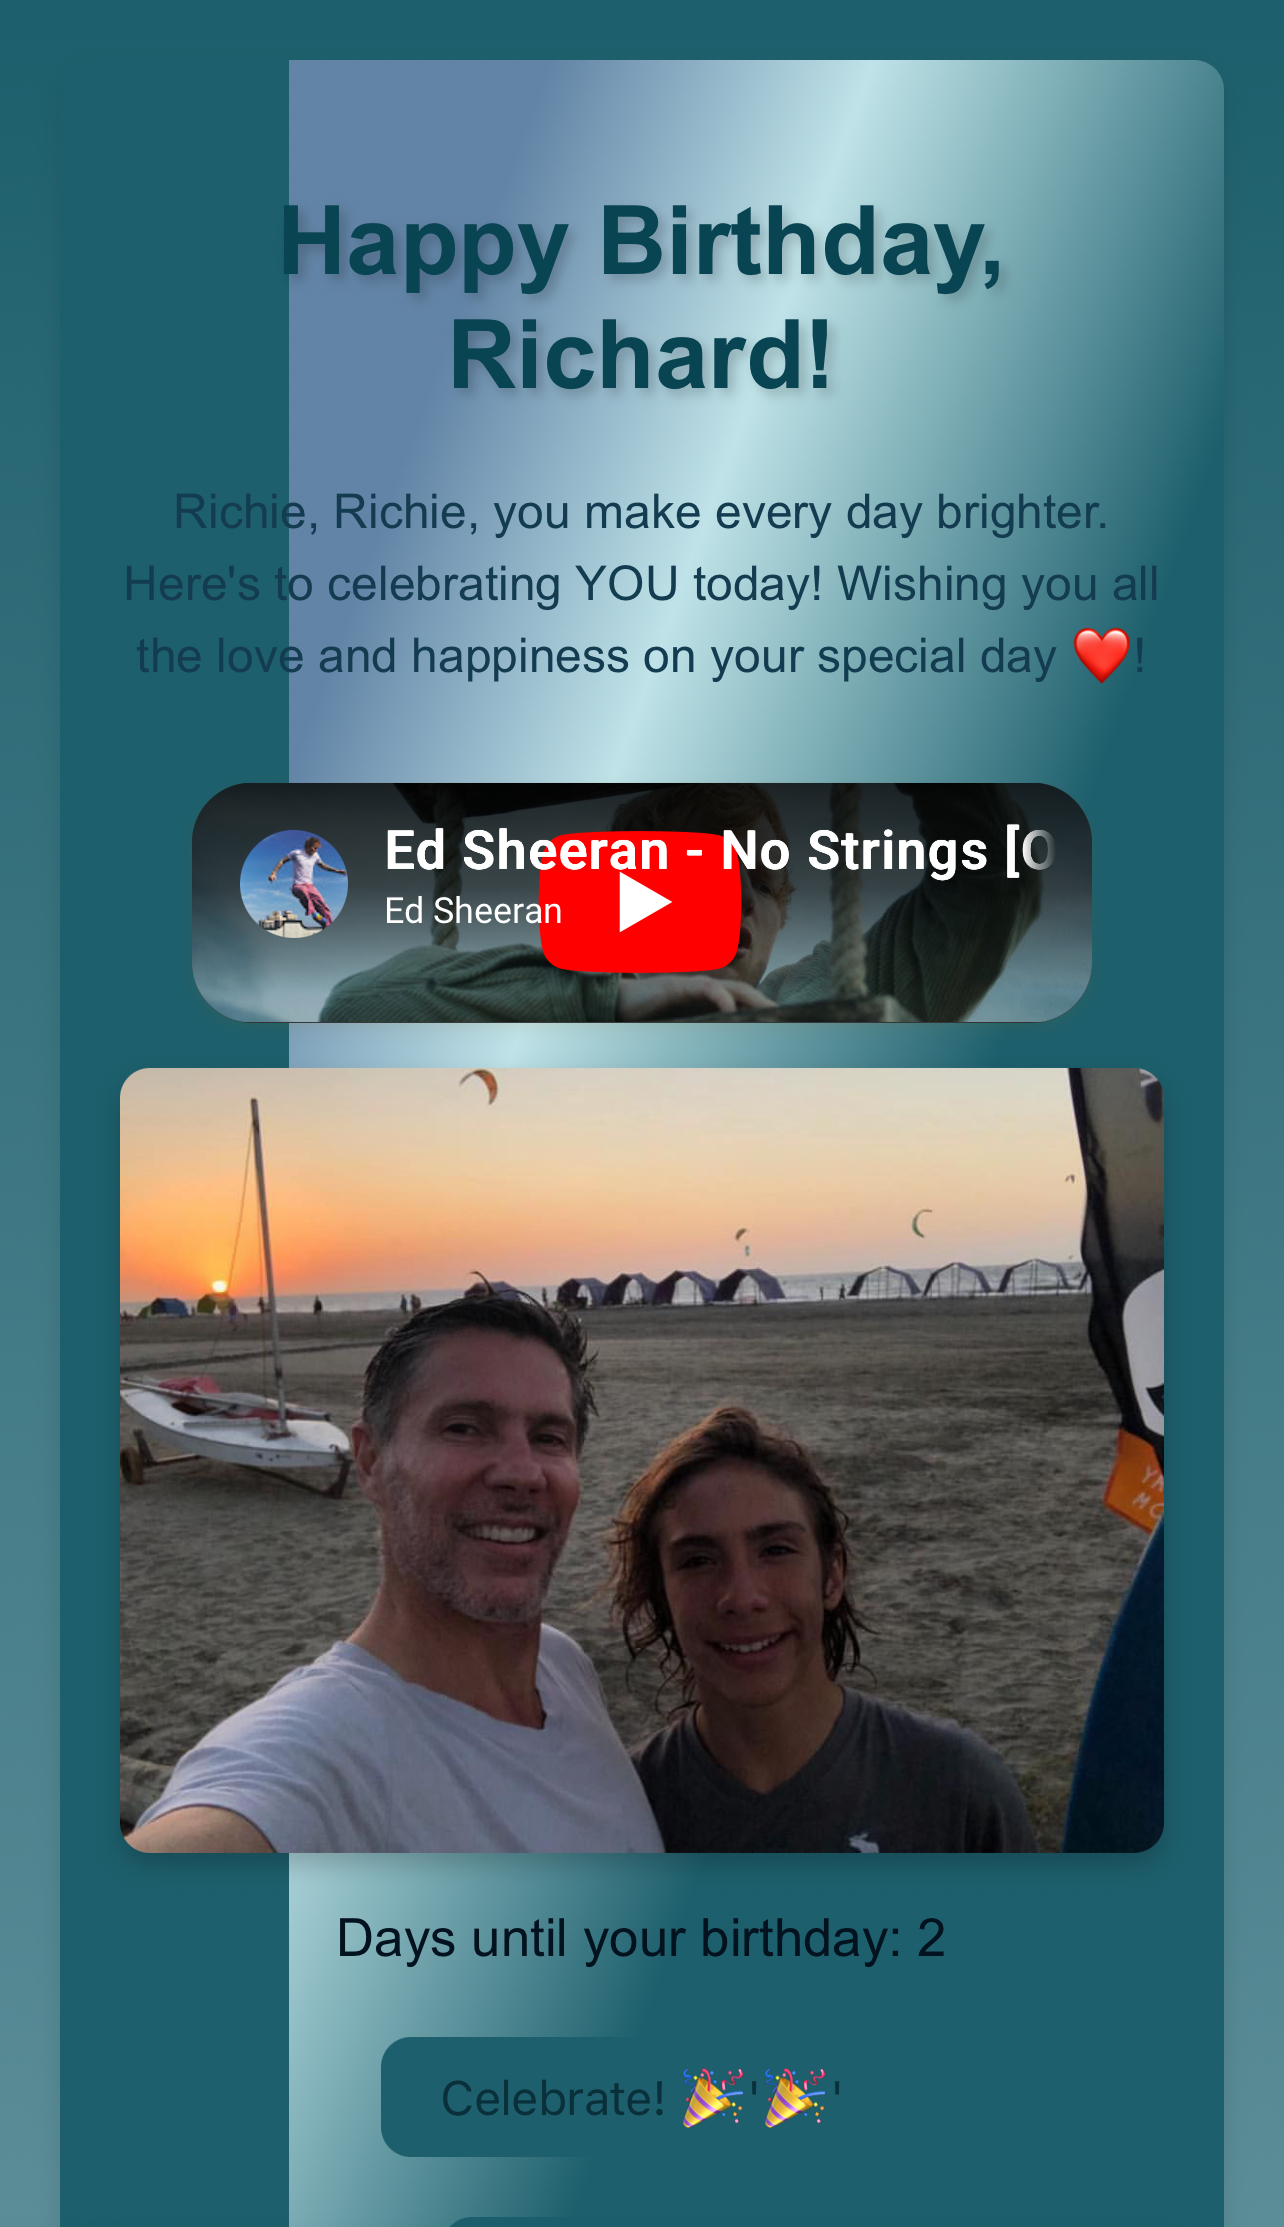 Happy Birthday,
Richard!
Richie, Richie, you make every day brighter.
Here's to celebrating YOU today! Wishing you all
the love and happiness on your special day ❤️!
Ed Sheeran - No Strings [O
Ed Sheeran
Days until your birthday: 2
Celebrate! 🎉'🎉'